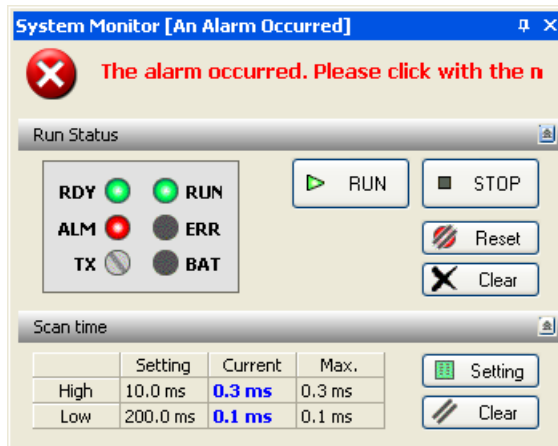 System Monitor [An Alarm Occurred]
The alarm occurred. Please click with the n
Run Status
RDY RUN
ALM ERR
TX BAT
RUN STOP
Reset
Clear
Scan time
Setting Current Max.
High 10.0 ms 0.3 ms 0.3 ms
Low 200.0 ms 0.1 ms 0.1 ms
Setting
Clear